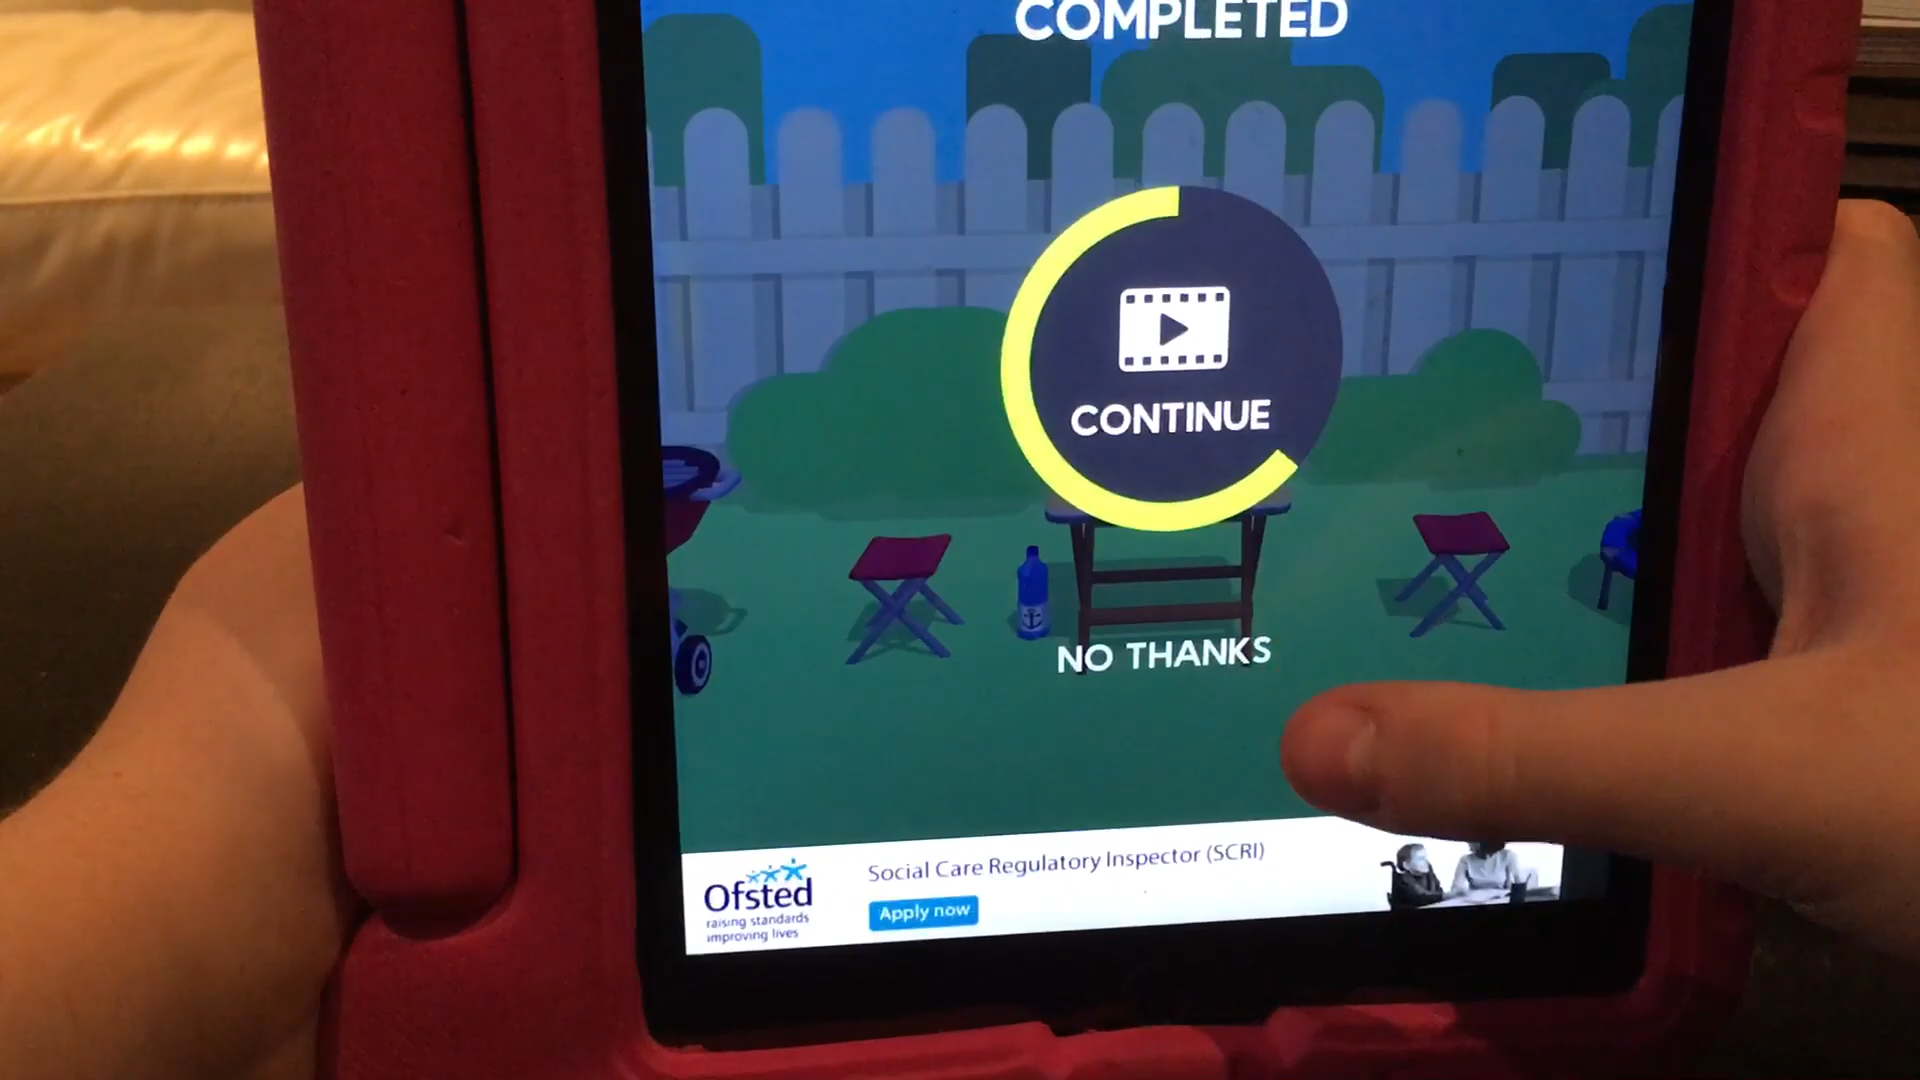 COMPLETED
CONTINUE
NO THANKS
Ofsted
raising standards
improving lives
Social Care Regulatory Inspector (SCRI)
Apply now